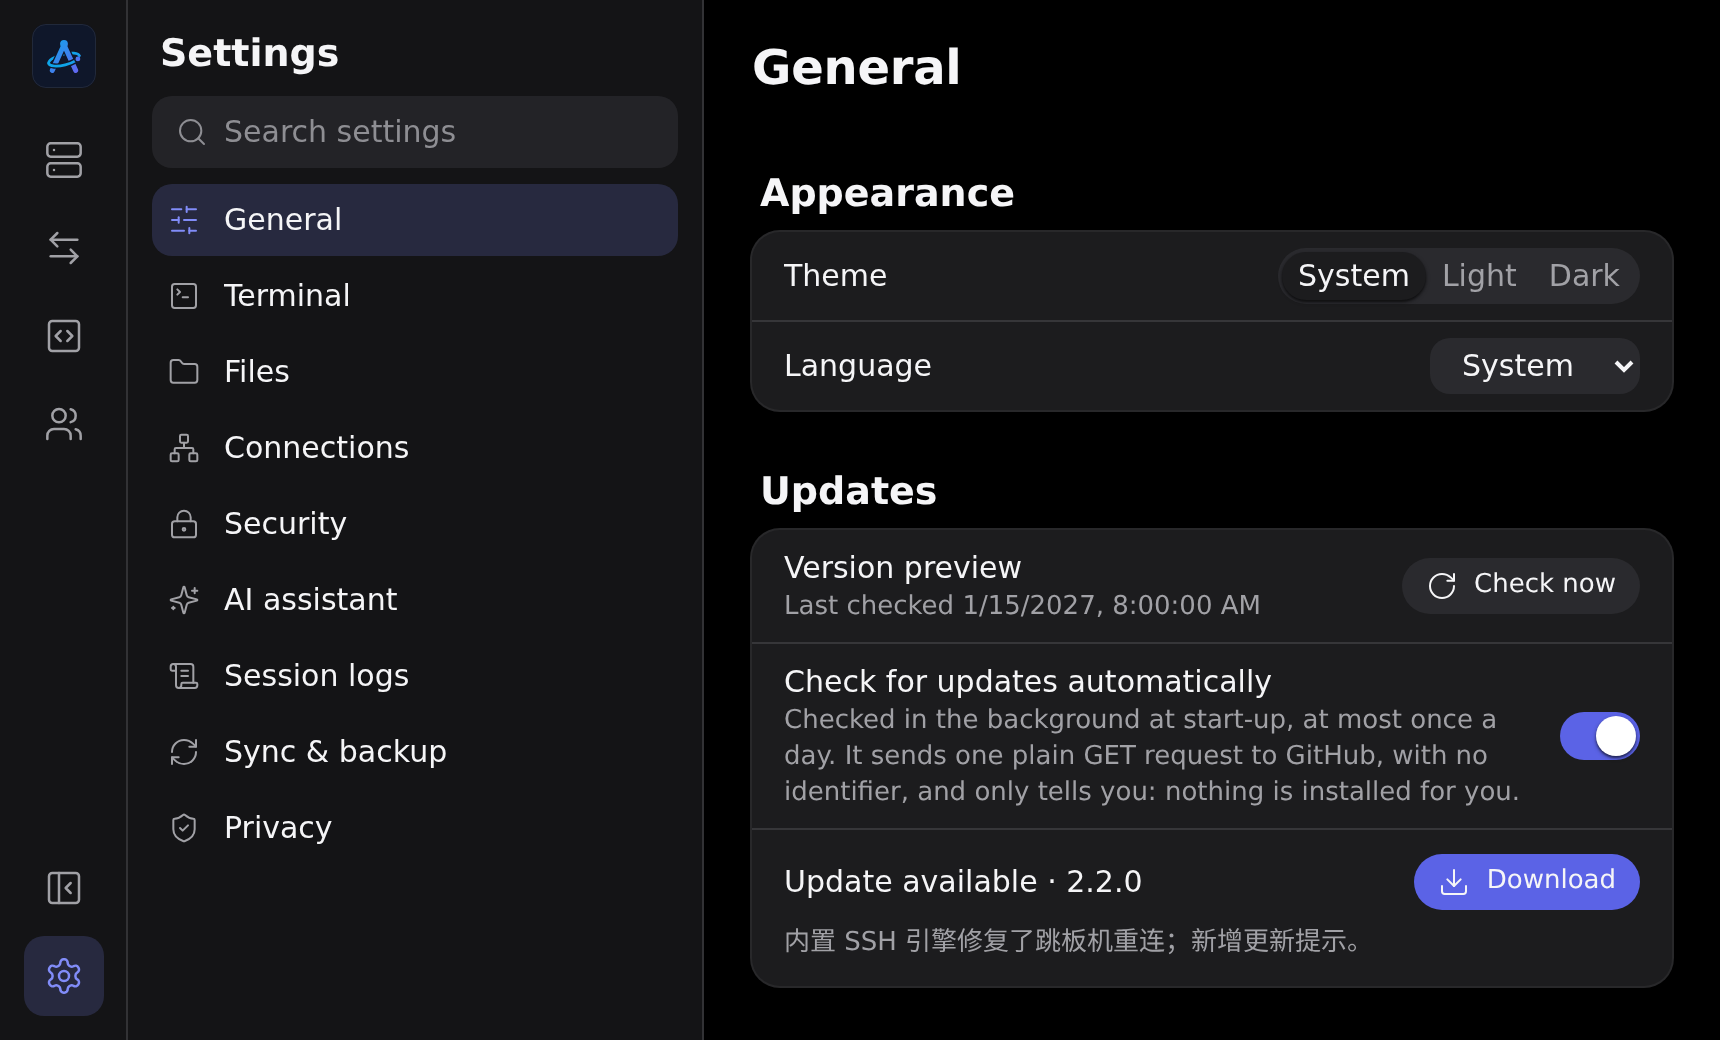 Settings
Search settings
General
Terminal
Files
Connections
Security
AI assistant
Session logs
Sync & backup
Privacy
General
Appearance
Theme
System Light Dark
Language
System
Updates
Version preview
Last checked 1/15/2027, 8:00:00 AM
Check now
Check for updates automatically
Checked in the background at start-up, at most once a
day. It sends one plain GET request to GitHub, with no
identifier, and only tells you: nothing is installed for you.
Update available · 2.2.0
Download
内置 SSH 引擎修复了跳板机重连；新增更新提示。